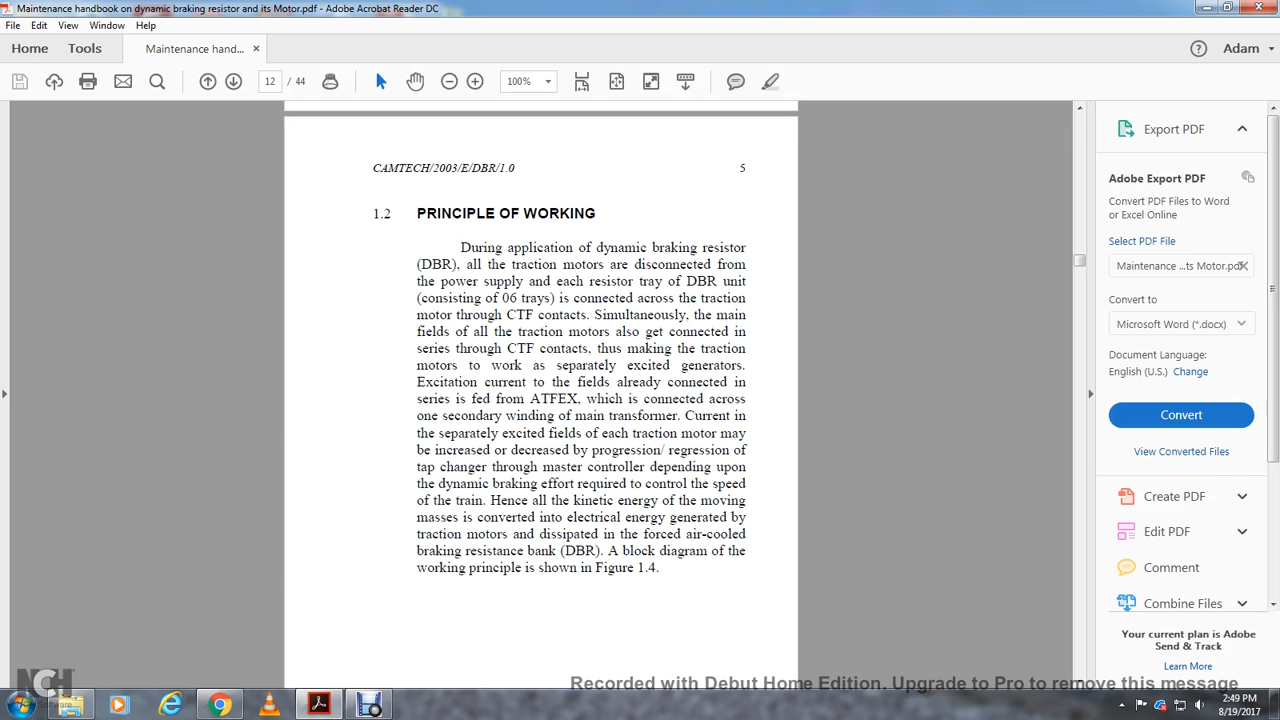 Maintenance handbook on dynamic braking resistor and its Motor.pdf - Adobe Acrobat Reader DC
File Edit View Window Help
Home Tools Maintenance hand... × Adam
12 / 44 100%
CAMTECH/2003/E/DBR/1.0 5
1.2 PRINCIPLE OF WORKING
During application of dynamic braking resistor
(DBR), all the traction motors are disconnected from
the power supply and each resistor tray of DBR unit
(consisting of 06 trays) is connected across the traction
motor through CTF contacts. Simultaneously, the main
fields of all the traction motors also get connected in
series through CTF contacts, thus making the traction
motors to work as separately excited generators.
Excitation current to the fields already connected in
series is fed from ATFEX, which is connected across
one secondary winding of main transformer. Current in
the separately excited fields of each traction motor may
be increased or decreased by progression/ regression of
tap changer through master controller depending upon
the dynamic braking effort required to control the speed
of the train. Hence all the kinetic energy of the moving
masses is converted into electrical energy generated by
traction motors and dissipated in the forced air-cooled
braking resistance bank (DBR). A block diagram of the
working principle is shown in Figure 1.4.
Export PDF
Adobe Export PDF
Convert PDF Files to Word
or Excel Online
Select PDF File
Maintenance ...ts Motor.pdf
Convert to
Microsoft Word (*.docx)
Document Language:
English (U.S.) Change
Convert
View Converted Files
Create PDF
Edit PDF
Comment
Combine Files
Your current plan is Adobe
Send & Track
Learn More
NCH
Software
Recorded with Debut Home Edition. Upgrade to Pro to remove this message
2:49 PM
8/19/2017